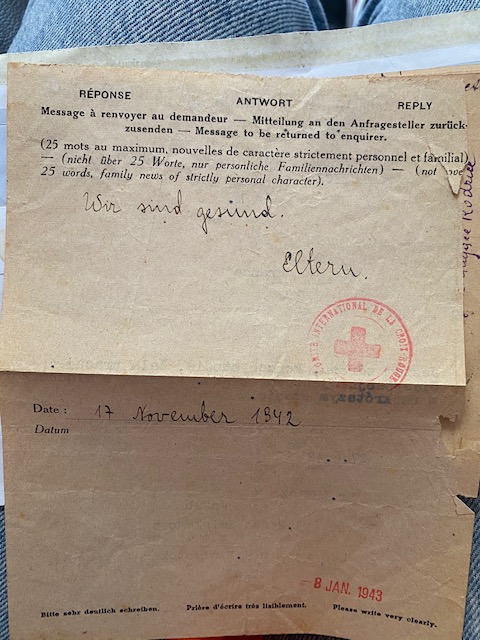 RÉPONSE ANTWORT REPLY
Message à renvoyer au demandeur — Mitteilung an den Anfragesteller zurück-
zusenden — Message to be returned to enquirer.
(25 mots au maximum, nouvelles de caractère strictement personnel et familial)
— (nicht über 25 Worte, nur persönliche Familiennachrichten) — (not
25 words, family news of strictly personal character).
Wir sind gesund.
Eltern.
COMITÉ INTERNATIONAL DE LA CROIX ROUGE
Date : 17 November 1942
Datum
- 8 JAN. 1943
Bitte sehr deutlich schreiben. Prière d'écrire très lisiblement. Please write very clearly.